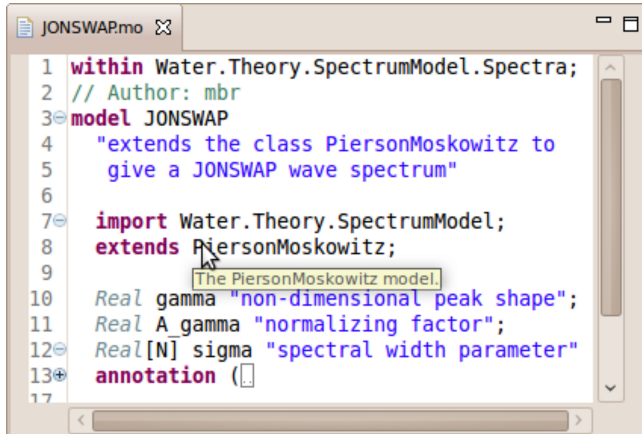 JONSWAP.mo
1 within Water.Theory.SpectrumModel.Spectra;
2 // Author: mbr
3 model JONSWAP
4 "extends the class PiersonMoskowitz to
5 give a JONSWAP wave spectrum"
6
7 import Water.Theory.SpectrumModel;
8 extends PiersonMoskowitz;
9 The PiersonMoskowitz model.
10 Real gamma "non-dimensional peak shape";
11 Real A_gamma "normalizing factor";
12 Real[N] sigma "spectral width parameter"
13 annotation (..
17